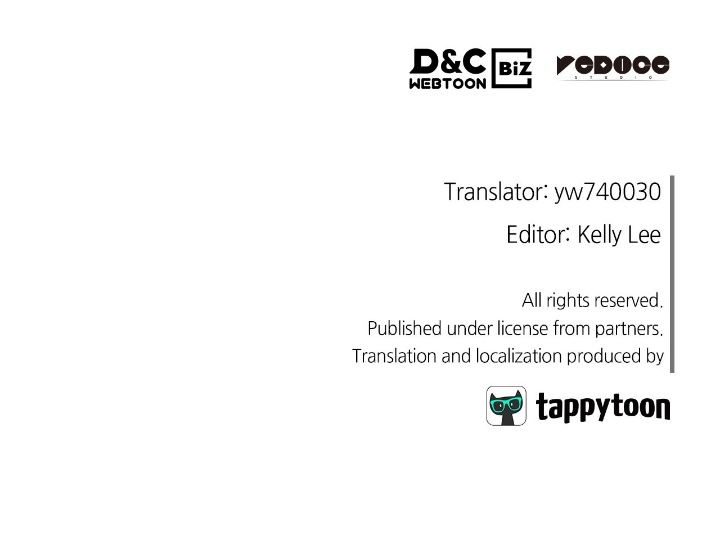 D&C
WEBTOON
BiZ
REDICE
STUDIO
Translator: yw740030
Editor: Kelly Lee
All rights reserved.
Published under license from partners.
Translation and localization produced by
tappytoon